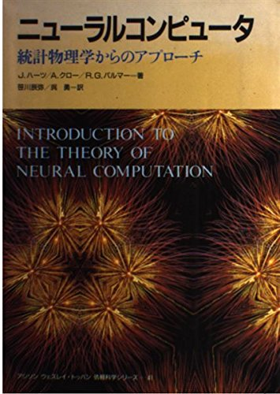 ニューラルコンピュータ
統計物理学からのアプローチ
J.ハーツ/A.クロー/R.G.パルマー—著
笹川辰弥/呉 勇—訳
INTRODUCTION TO
THE THEORY OF
NEURAL COMPUTATION
アジソン ウェスレイ・トッパン 情報科学シリーズ